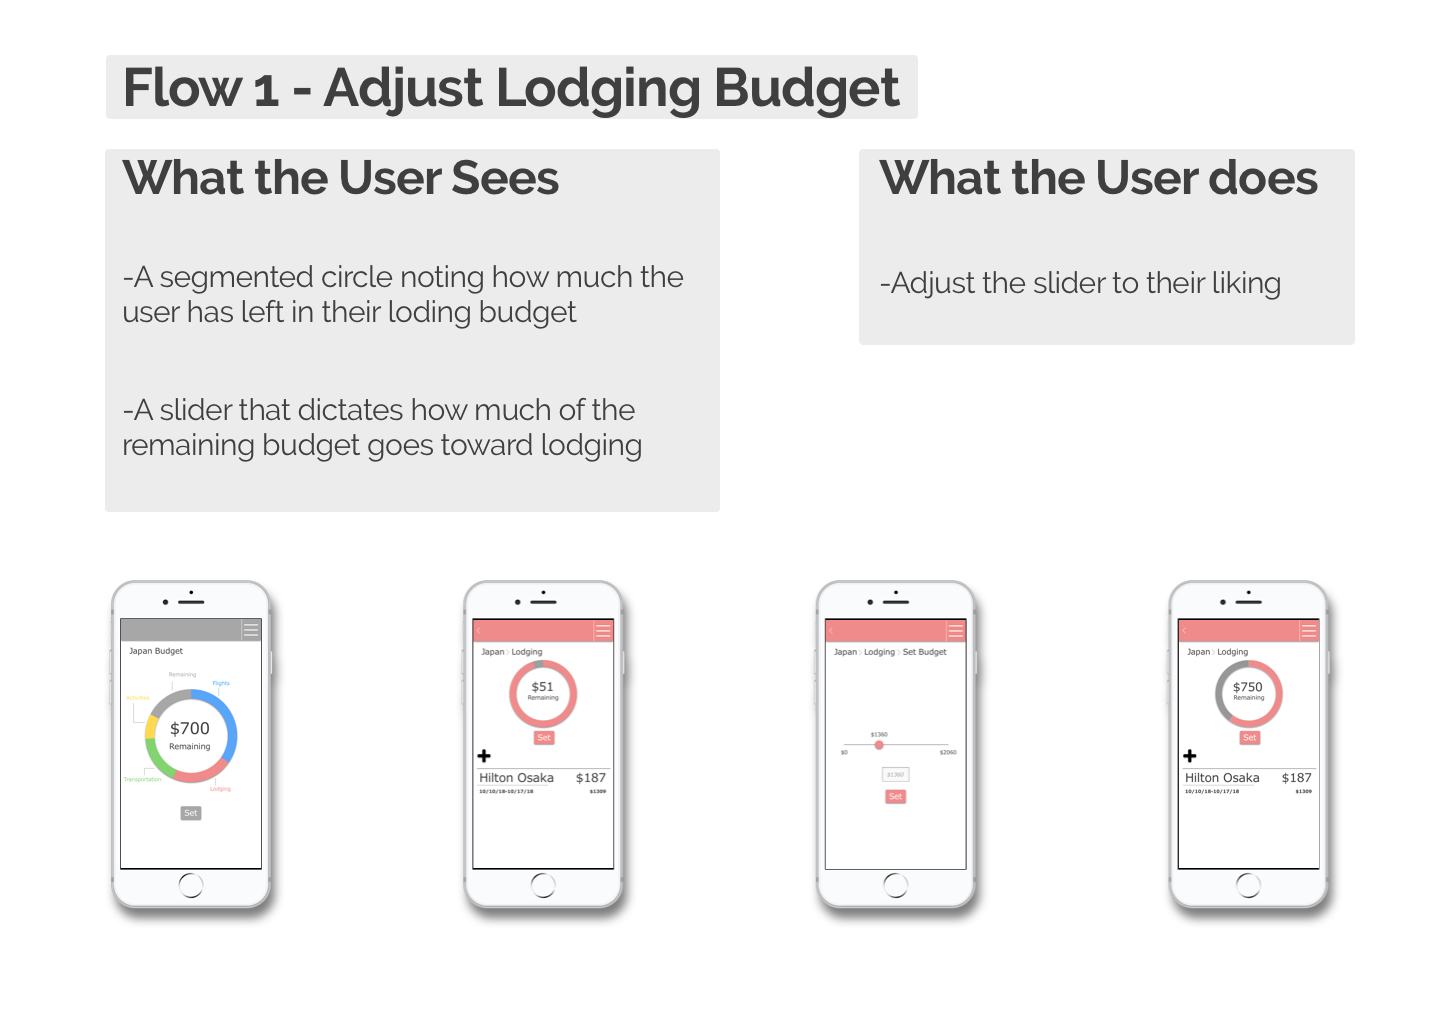 Flow 1 - Adjust Lodging Budget
What the User Sees
-A segmented circle noting how much the
user has left in their loding budget
-A slider that dictates how much of the
remaining budget goes toward lodging
What the User does
-Adjust the slider to their liking
Japan Budget
Remaining
Flights
Activities
$700
Remaining
Transportation
Lodging
Set
Japan > Lodging
$51
Remaining
Set
Hilton Osaka $187
10/10/18-10/17/18 $1309
Japan > Lodging > Set Budget
$1360
$0 $2060
$1360
Set
Japan > Lodging
$750
Remaining
Set
Hilton Osaka $187
10/10/18-10/17/18 $1309